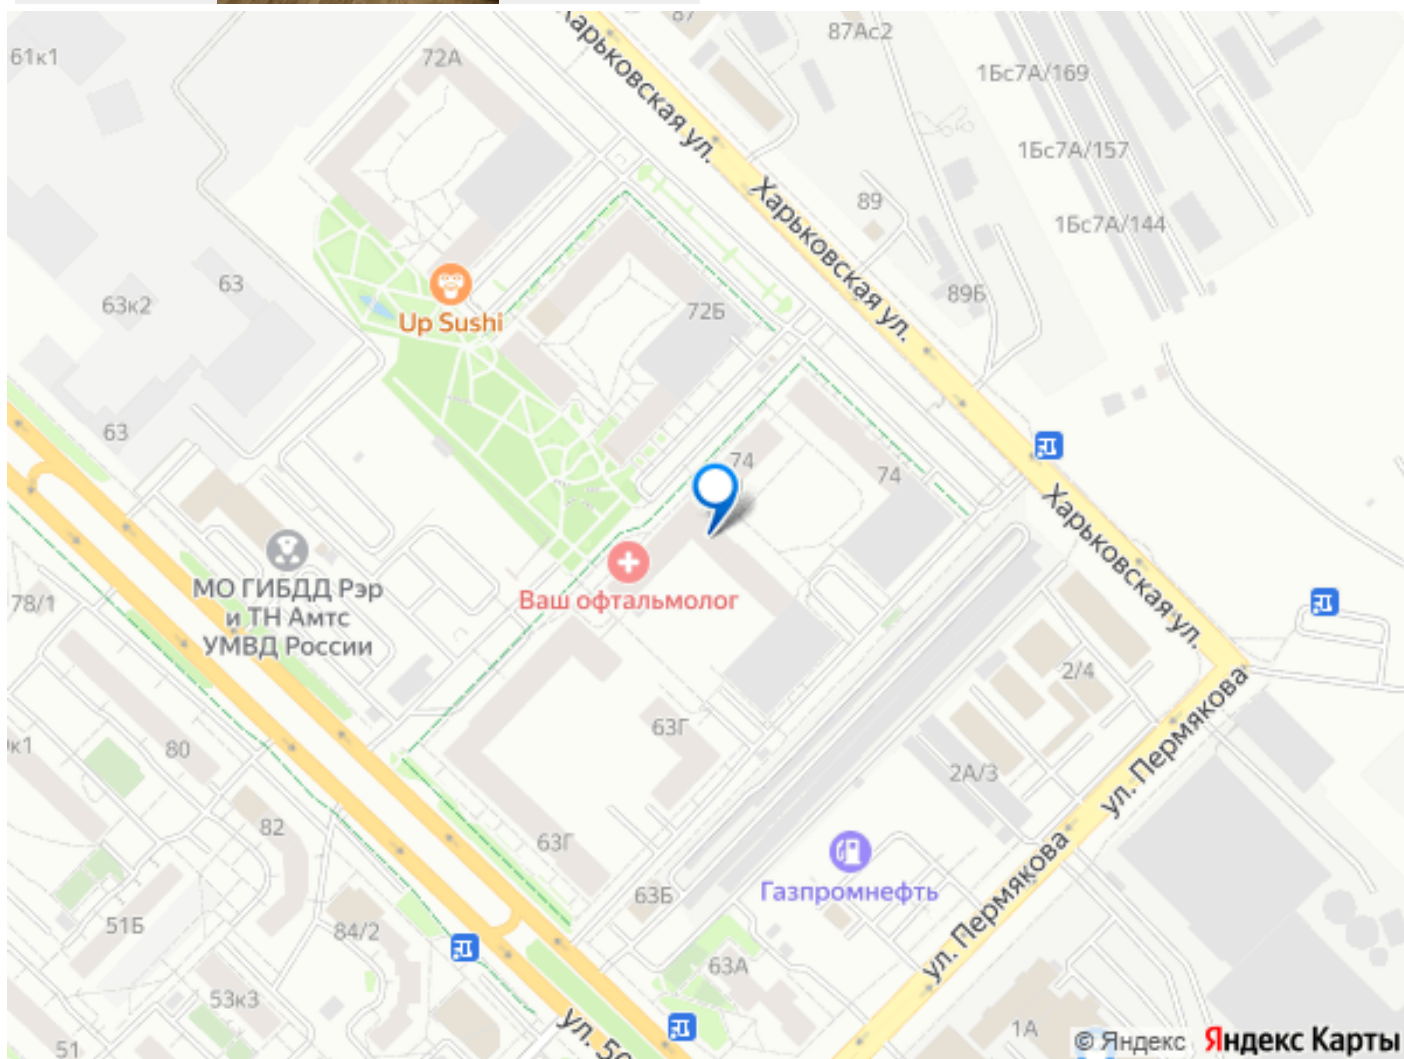 87
87Ас2
61к1
72А
1Бс7А/169
Харьковская ул.
1Бс7А/157
89
Харьковская ул.
1Бс7А/144
63
63к2
89Б
72Б
Up Sushi
63
74
74
Харьковская ул.
МО ГИБДД Рэр
и ТН Амтс
УМВД России
Ваш офтальмолог
78/1
2/4
ул. Пермякова
63Г
80
2А/3
82
63Г
Газпромнефть
63Б
ул. Пермякова
51Б
84/2
63А
53к3
ул. 50
1А
51
© Яндекс Яндекс Карты